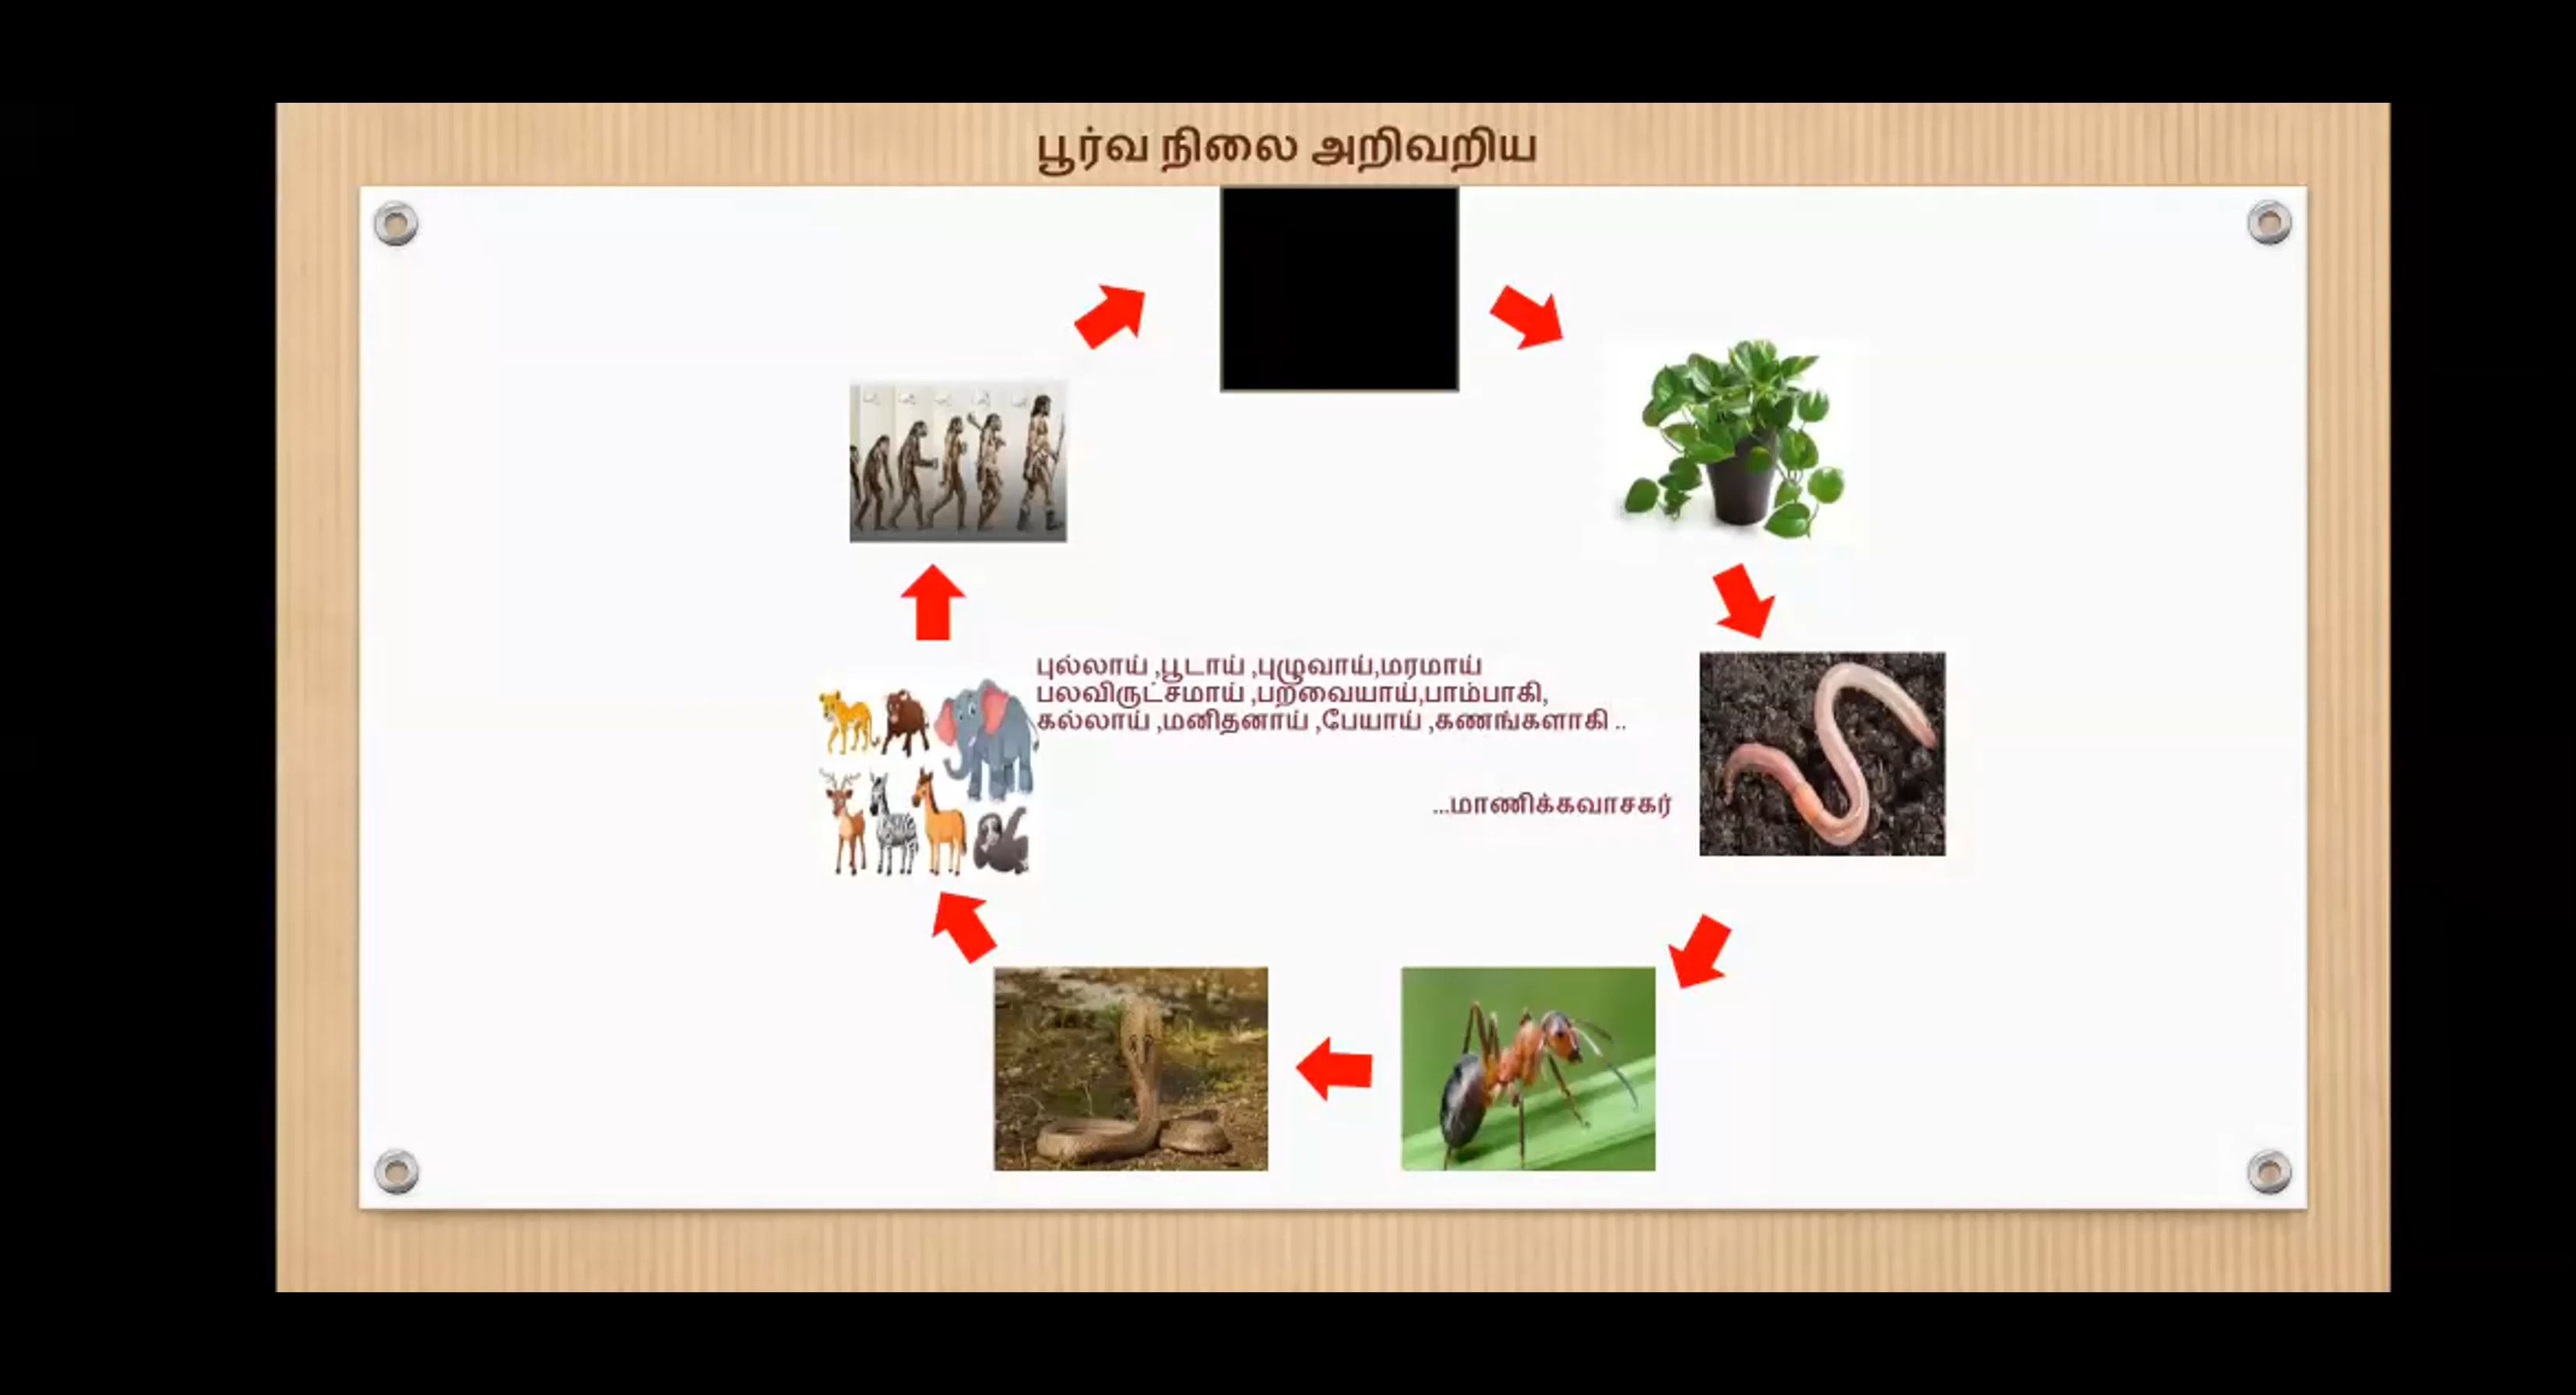 பூர்வ நிலை அறிவறிய
புல்லாய் ,பூடாய் ,புழுவாய்,மரமாய்
பலவிருட்சமாய் ,பறவையாய்,பாம்பாகி,
கல்லாய் ,மனிதனாய் ,பேயாய் ,கணங்களாகி ..
...மாணிக்கவாசகர்